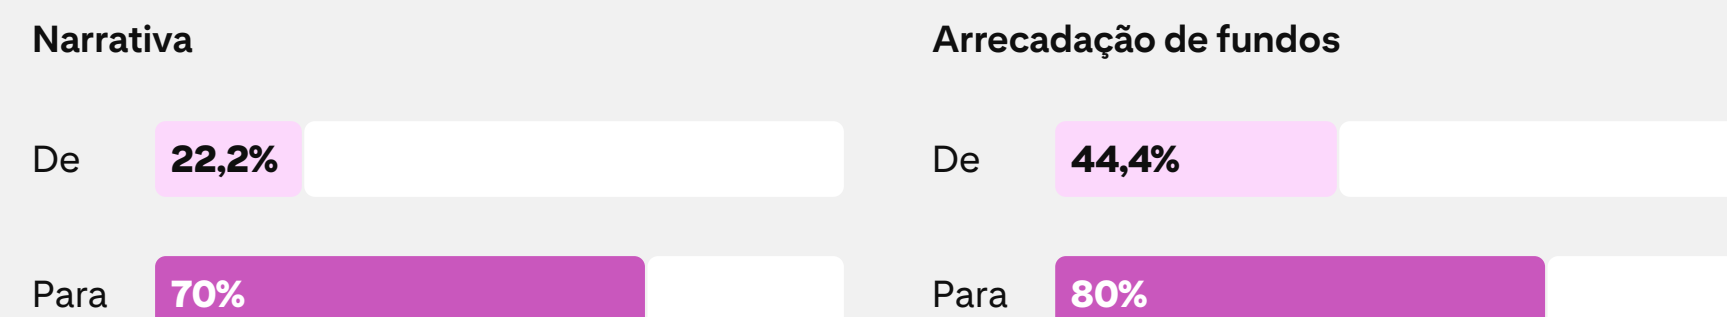 Narrativa
De 22,2%
Para 70%
Arrecadação de fundos
De 44,4%
Para 80%